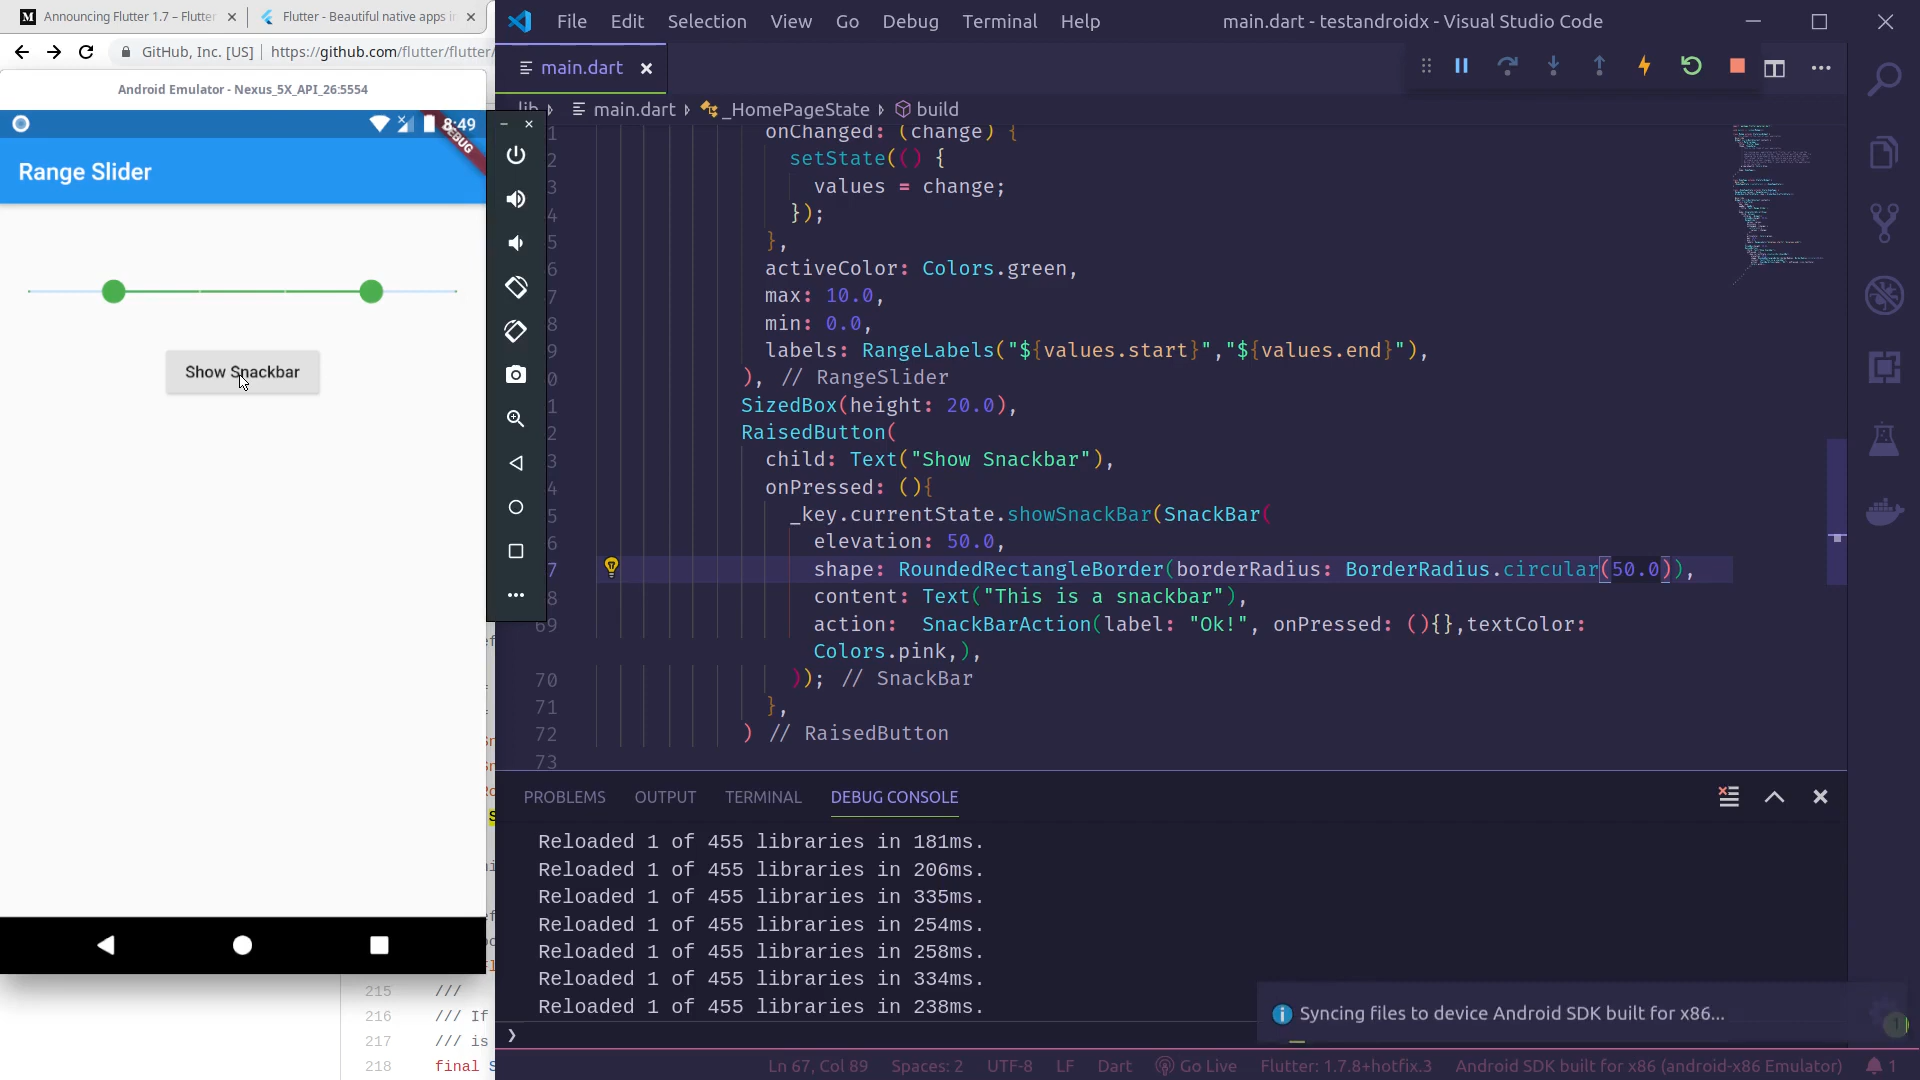 Announcing Flutter 1.7 – Flutter
Flutter - Beautiful native apps in
GitHub, Inc. [US]
https://github.com/flutter/flutter/
Android Emulator - Nexus_5X_API_26:5554
8:49
DEBUG
Range Slider
Show Snackbar
215 ///
216 /// If
217 /// is
218 final S
File Edit Selection View Go Debug Terminal Help
main.dart - testandroidx - Visual Studio Code
main.dart
lib › main.dart › _HomePageState › build
onChanged: (change) {
setState(() {
values = change;
});
},
activeColor: Colors.green,
max: 10.0,
min: 0.0,
labels: RangeLabels("${values.start}","${values.end}"),
), // RangeSlider
SizedBox(height: 20.0),
RaisedButton(
child: Text("Show Snackbar"),
onPressed: (){
_key.currentState.showSnackBar(SnackBar(
elevation: 50.0,
shape: RoundedRectangleBorder(borderRadius: BorderRadius.circular(50.0)),
content: Text("This is a snackbar"),
69 action:  SnackBarAction(label: "Ok!", onPressed: (){},textColor:
Colors.pink,),
70 )); // SnackBar
71 },
72 ) // RaisedButton
73
PROBLEMS OUTPUT TERMINAL DEBUG CONSOLE
Reloaded 1 of 455 libraries in 181ms.
Reloaded 1 of 455 libraries in 206ms.
Reloaded 1 of 455 libraries in 335ms.
Reloaded 1 of 455 libraries in 254ms.
Reloaded 1 of 455 libraries in 258ms.
Reloaded 1 of 455 libraries in 334ms.
Reloaded 1 of 455 libraries in 238ms.
Syncing files to device Android SDK built for x86...
1
Ln 67, Col 89 Spaces: 2 UTF-8 LF Dart Go Live Flutter: 1.7.8+hotfix.3 Android SDK built for x86 (android-x86 Emulator) 1